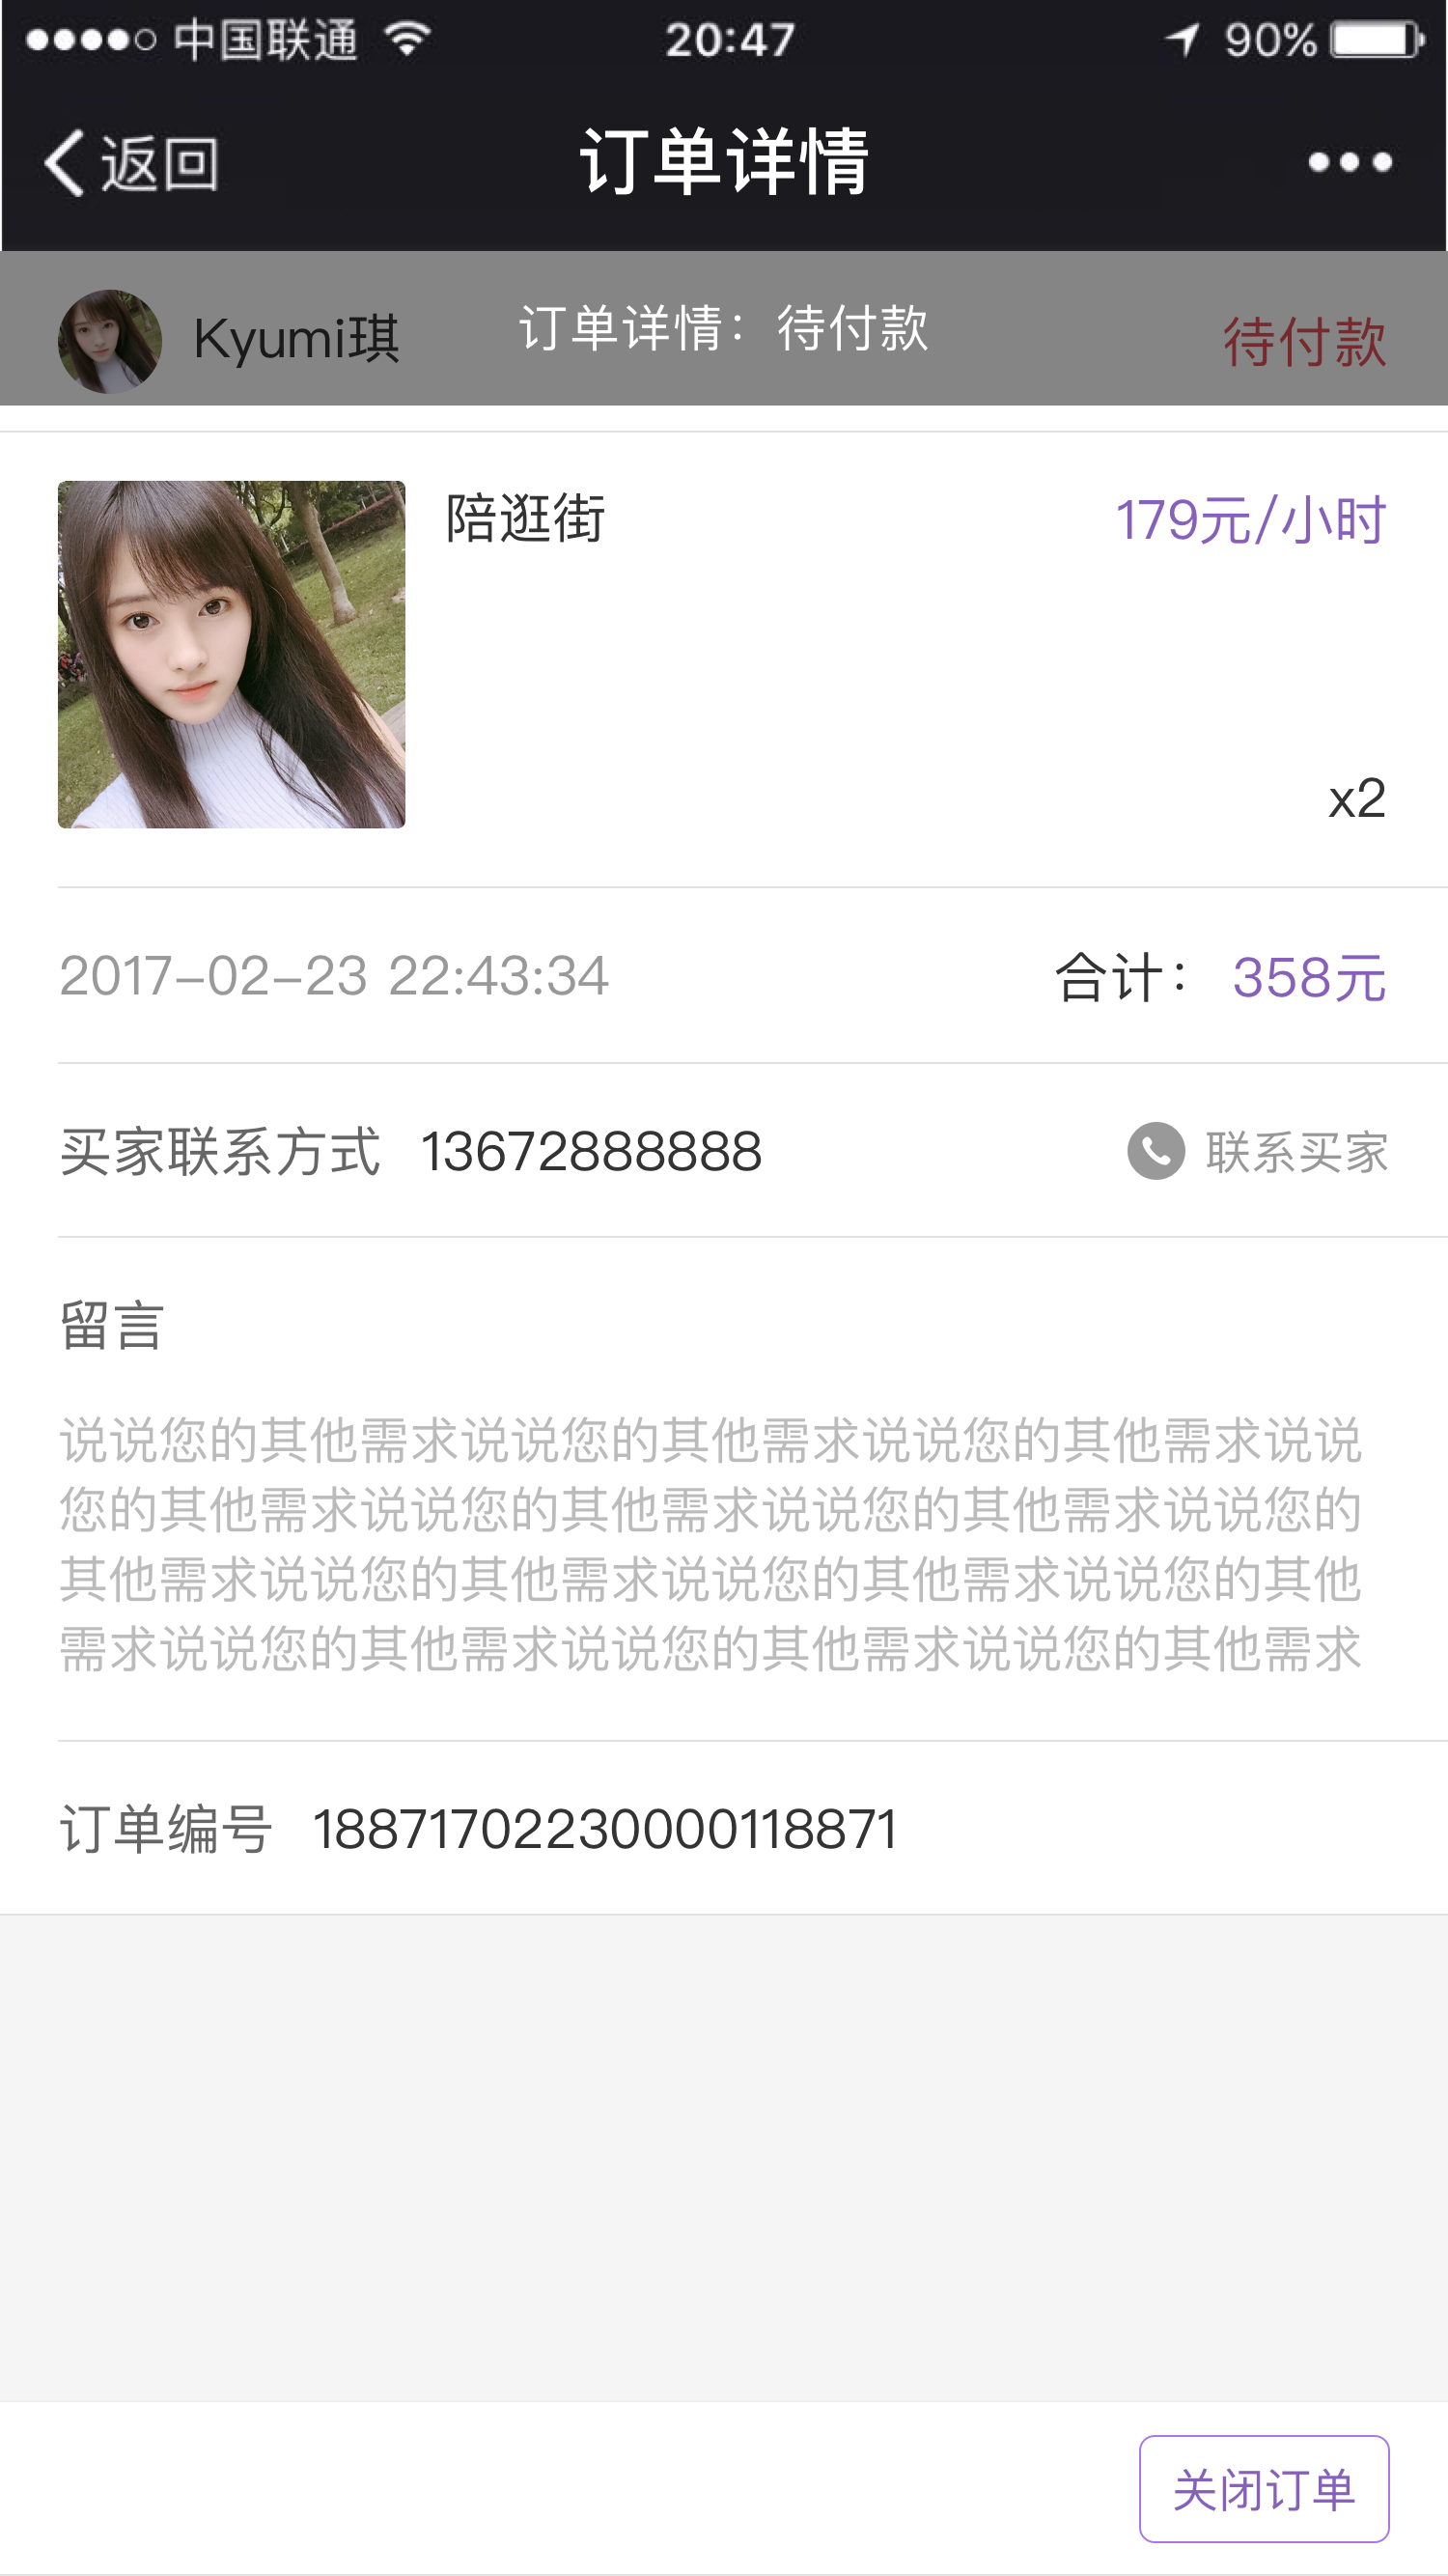 中国联通 20:47 90%
返回 订单详情
Kyumi琪 订单详情：待付款 待付款
陪逛街 179元/小时
x2
2017-02-23 22:43:34 合计： 358元
买家联系方式 13672888888 联系买家
留言
说说您的其他需求说说您的其他需求说说您的其他需求说说
您的其他需求说说您的其他需求说说您的其他需求说说您的
其他需求说说您的其他需求说说您的其他需求说说您的其他
需求说说您的其他需求说说您的其他需求说说您的其他需求
订单编号 188717022300001​18871
关闭订单